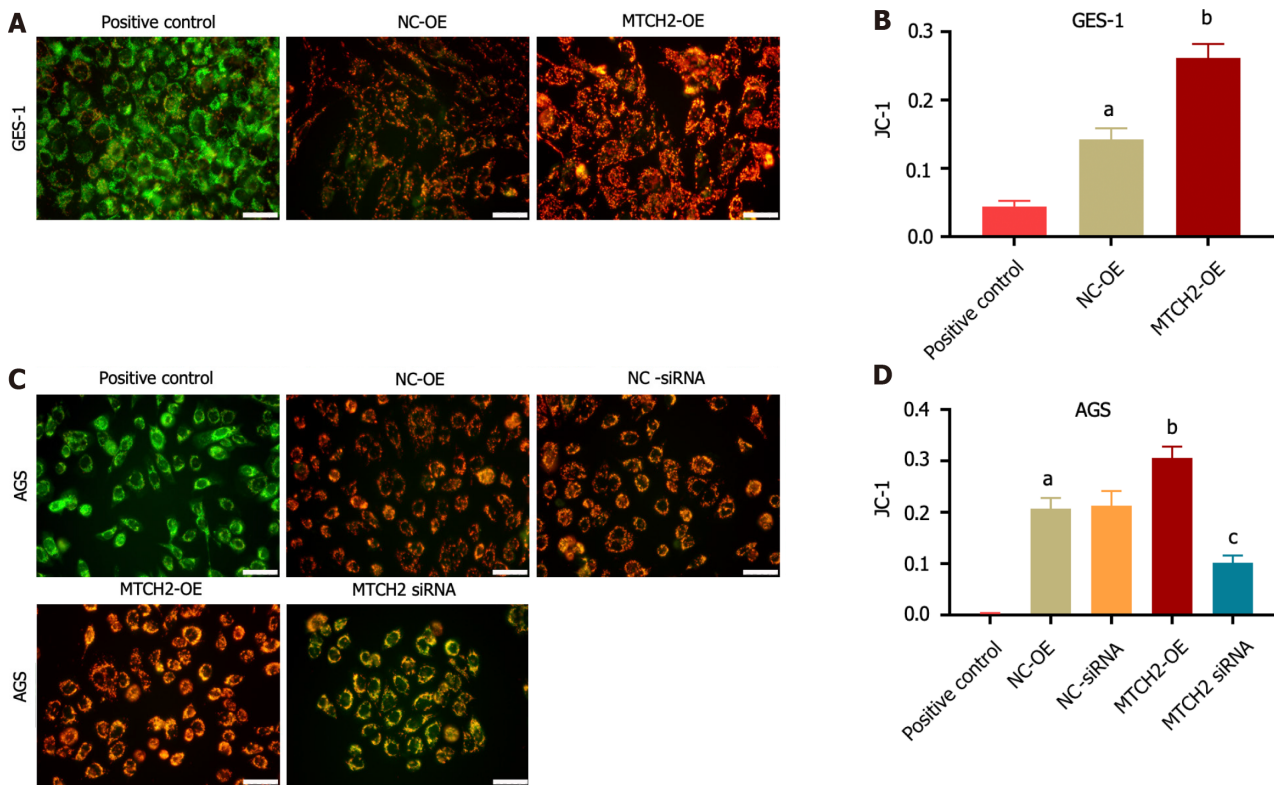 A
Positive control
NC-OE
MTCH2-OE
GES-1
B
GES-1
b
a
JC-1
0.3
0.2
0.1
0.0
Positive control
NC-OE
MTCH2-OE
C
Positive control
NC-OE
NC -siRNA
AGS
MTCH2-OE
MTCH2 siRNA
AGS
D
AGS
b
a
c
JC-1
0.4
0.3
0.2
0.1
0.0
Positive control
NC-OE
NC-siRNA
MTCH2-OE
MTCH2 siRNA